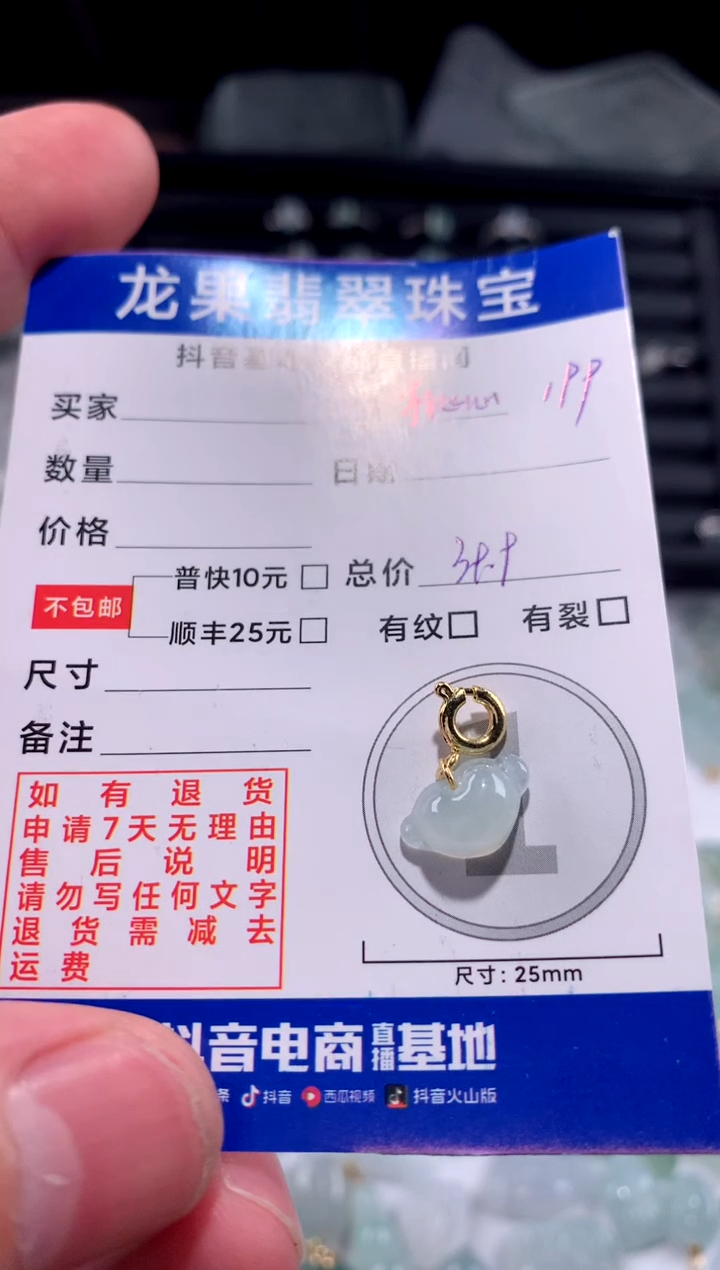 龙果翡翠珠宝
买家 199
数量 日期
价格
普快10元 总价
不包邮
顺丰25元 有纹 有裂
尺寸
备注
如有退货
申请7天无理由
售后说明
请勿写任何文字
退货需减去
运费
1
尺寸：25mm
抖音电商直播基地
条 抖音 西瓜视频 抖音火山版